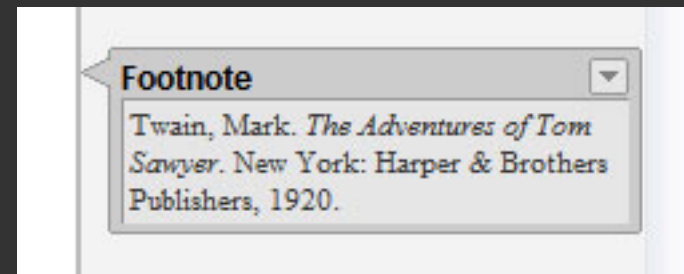 Footnote
Twain, Mark. The Adventures of Tom
Sawyer. New York: Harper & Brothers
Publishers, 1920.